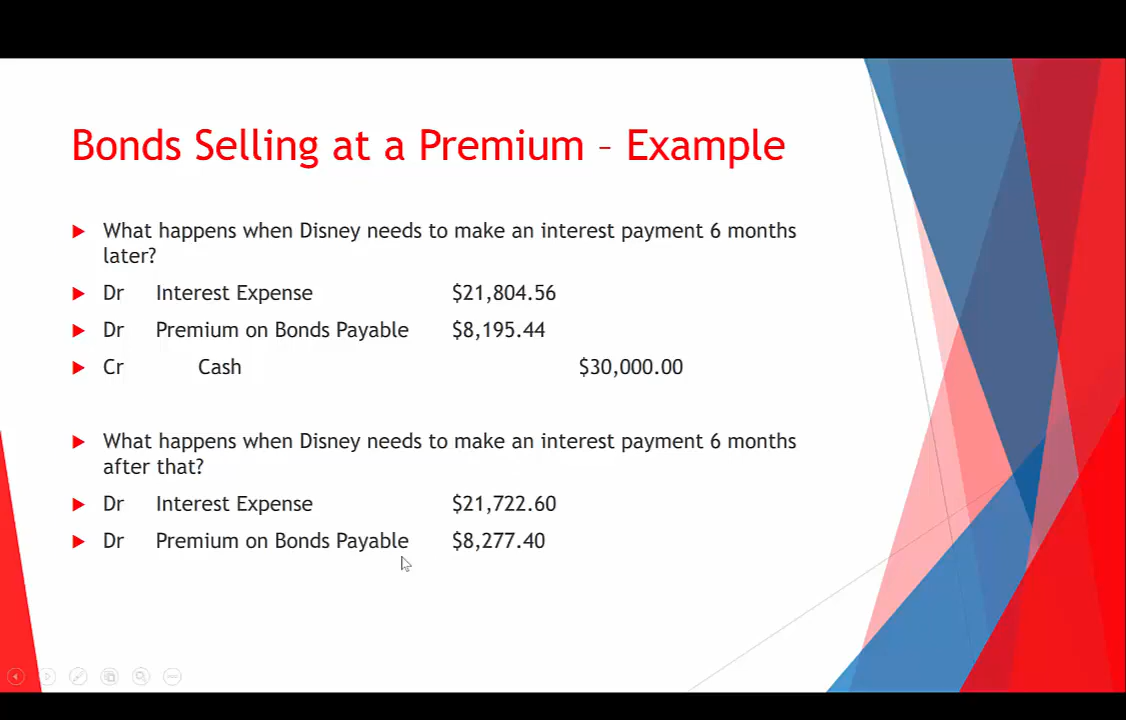 Bonds Selling at a Premium – Example
What happens when Disney needs to make an interest payment 6 months
later?
Dr Interest Expense $21,804.56
Dr Premium on Bonds Payable $8,195.44
Cr Cash $30,000.00
What happens when Disney needs to make an interest payment 6 months
after that?
Dr Interest Expense $21,722.60
Dr Premium on Bonds Payable $8,277.40